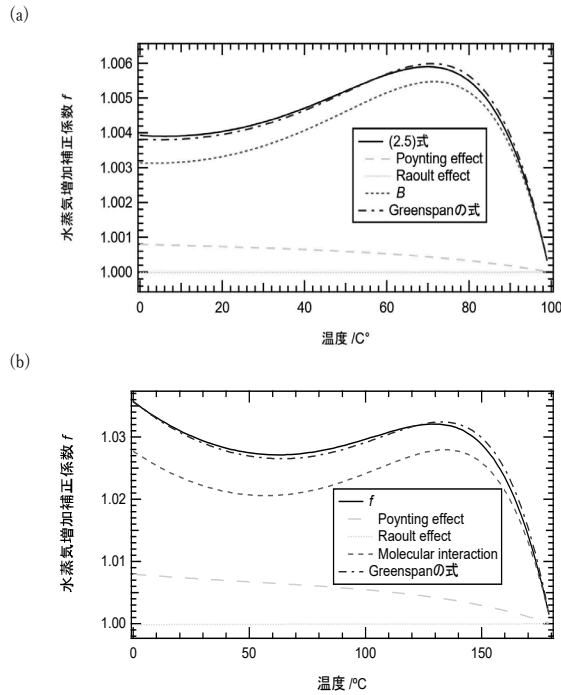 (a)
水蒸気増加補正係数 f
1.006
1.004
1.003
1.001
1.000
(2.5)式
Poynting effect
Raoult effect
B
Greenspanの式
0
20
40
60
80
100
温度 /C°
(b)
水蒸気増加補正係数 f
1.03
1.02
1.01
1.00
f
Poynting effect
Raoult effect
Molecular interaction
Greenspanの式
0
50
100
150
温度 /ºC